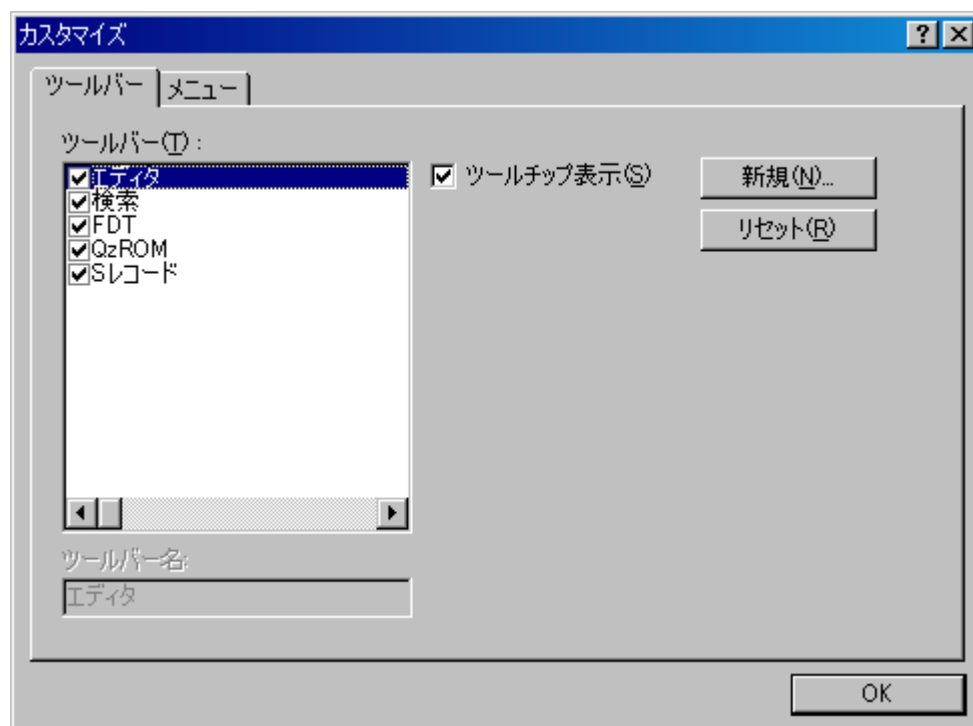 カスタマイズ
ツールバー メニュー
ツールバー(T):
エディタ
検索
FDT
QzROM
Sレコード
ツールチップ表示(S)
新規(N)...
リセット(R)
ツールバー名:
エディタ
OK